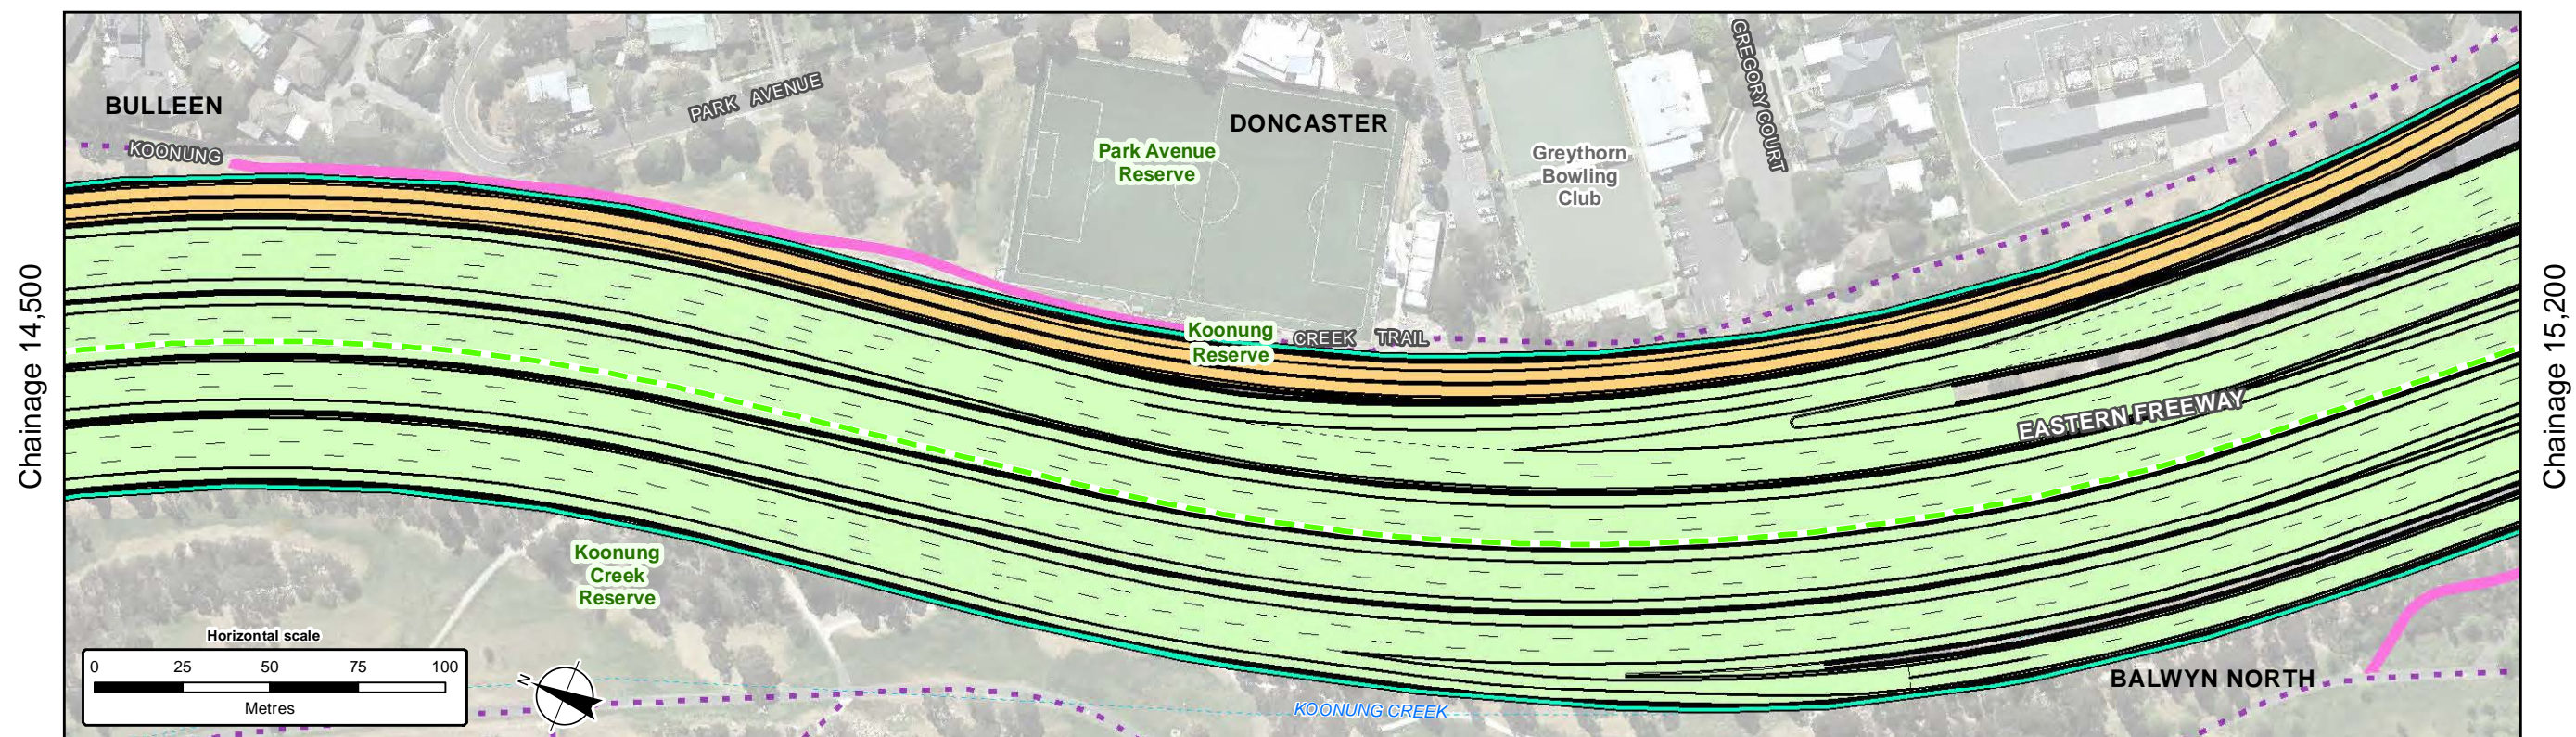 BULLEEN
PARK AVENUE
DONCASTER
GREGORY COURT
Park Avenue
Reserve
Greythorn
Bowling
Club
KOONUNG
Koonung
Reserve
CREEK TRAIL
EASTERN FREEWAY
Chainage 14,500
Chainage 15,200
Koonung
Creek
Reserve
Horizontal scale
0 25 50 75 100
Metres
N
KOONUNG CREEK
BALWYN NORTH